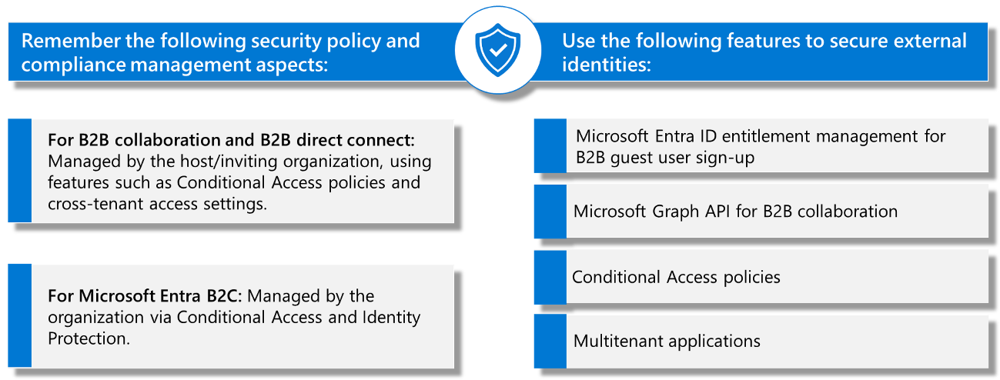 Remember the following security policy and
compliance management aspects:
For B2B collaboration and B2B direct connect:
Managed by the host/inviting organization, using
features such as Conditional Access policies and
cross-tenant access settings.
For Microsoft Entra B2C: Managed by the
organization via Conditional Access and Identity
Protection.
Use the following features to secure external
identities:
Microsoft Entra ID entitlement management for
B2B guest user sign-up
Microsoft Graph API for B2B collaboration
Conditional Access policies
Multitenant applications